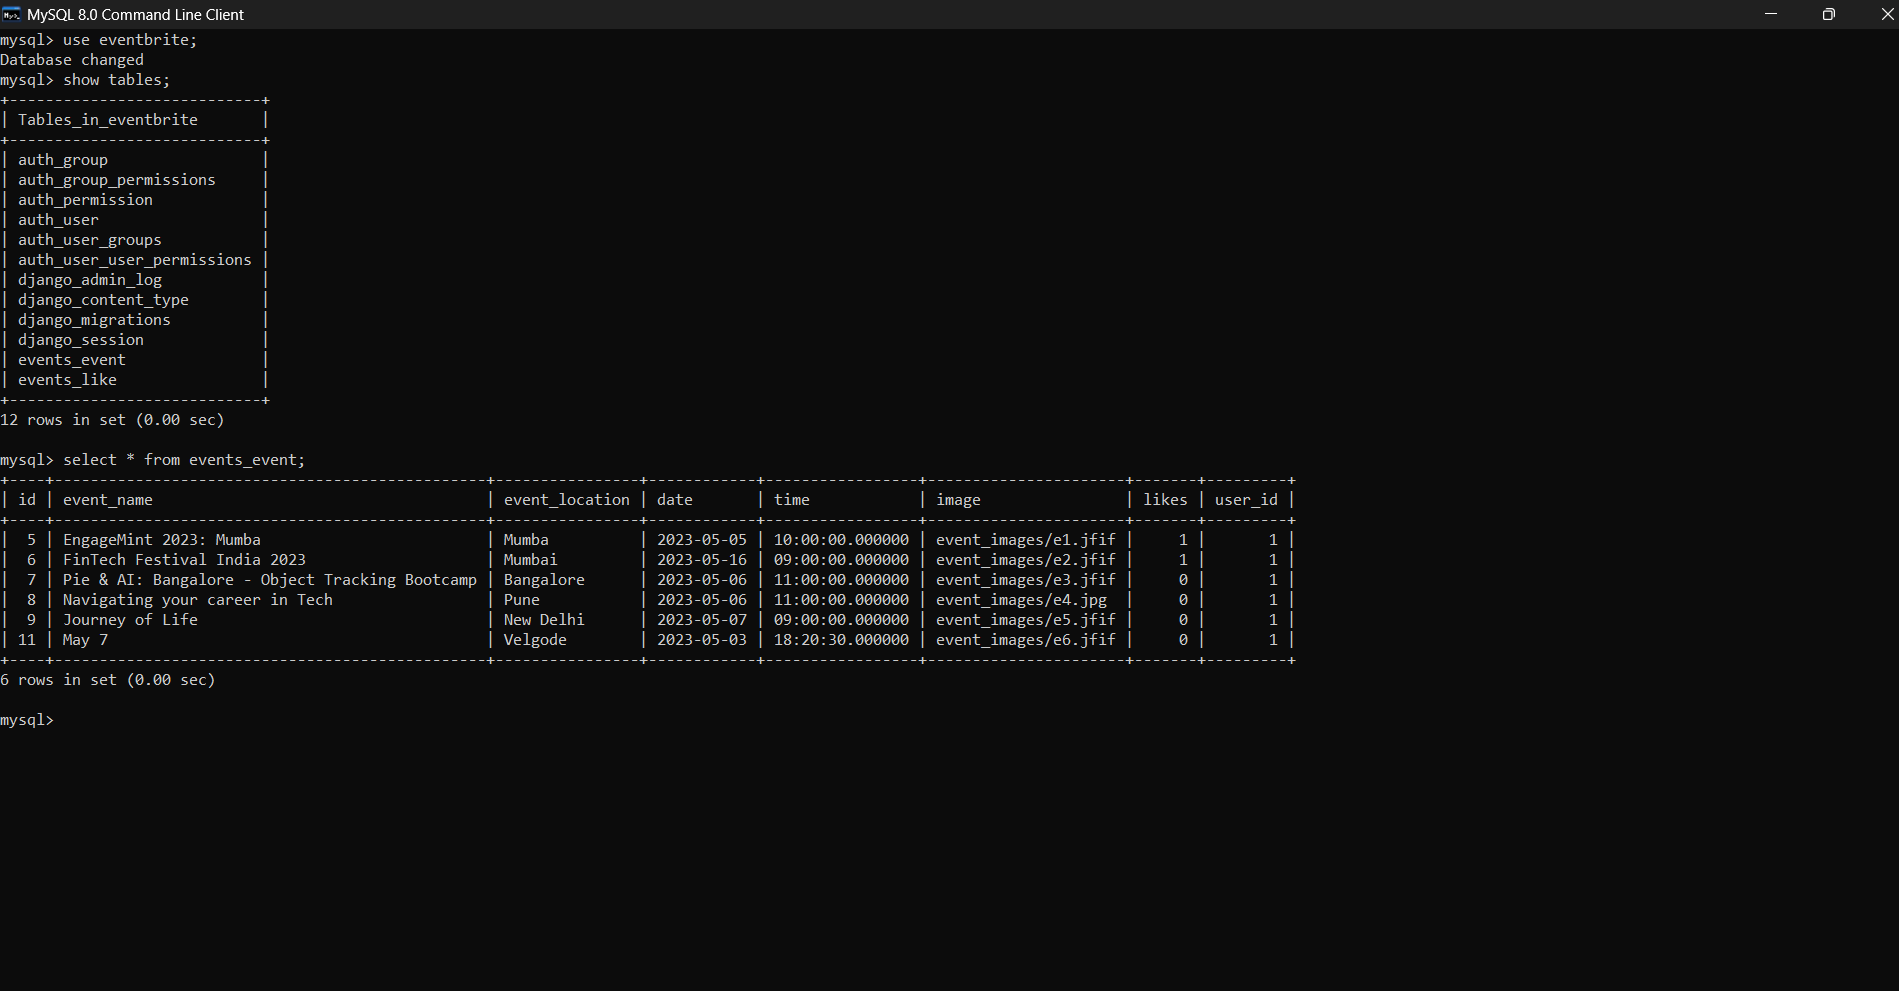 MySQL 8.0 Command Line Client
mysql> use eventbrite;
Database changed
mysql> show tables;
+----------------------------+
| Tables_in_eventbrite       |
+----------------------------+
| auth_group                 |
| auth_group_permissions     |
| auth_permission            |
| auth_user                  |
| auth_user_groups           |
| auth_user_user_permissions |
| django_admin_log           |
| django_content_type        |
| django_migrations          |
| django_session             |
| events_event               |
| events_like                |
+----------------------------+
12 rows in set (0.00 sec)

mysql> select * from events_event;
+----+------------------------------------------------+----------------+------------+-----------------+----------------------+-------+---------+
| id | event_name                                     | event_location | date       | time            | image                | likes | user_id |
+----+------------------------------------------------+----------------+------------+-----------------+----------------------+-------+---------+
|  5 | EngageMint 2023: Mumba                         | Mumba          | 2023-05-05 | 10:00:00.000000 | event_images/e1.jfif |     1 |       1 |
|  6 | FinTech Festival India 2023                    | Mumbai         | 2023-05-16 | 09:00:00.000000 | event_images/e2.jfif |     1 |       1 |
|  7 | Pie & AI: Bangalore - Object Tracking Bootcamp | Bangalore      | 2023-05-06 | 11:00:00.000000 | event_images/e3.jfif |     0 |       1 |
|  8 | Navigating your career in Tech                 | Pune           | 2023-05-06 | 11:00:00.000000 | event_images/e4.jpg  |     0 |       1 |
|  9 | Journey of Life                                | New Delhi      | 2023-05-07 | 09:00:00.000000 | event_images/e5.jfif |     0 |       1 |
| 11 | May 7                                          | Velgode        | 2023-05-03 | 18:20:30.000000 | event_images/e6.jfif |     0 |       1 |
+----+------------------------------------------------+----------------+------------+-----------------+----------------------+-------+---------+
6 rows in set (0.00 sec)

mysql>